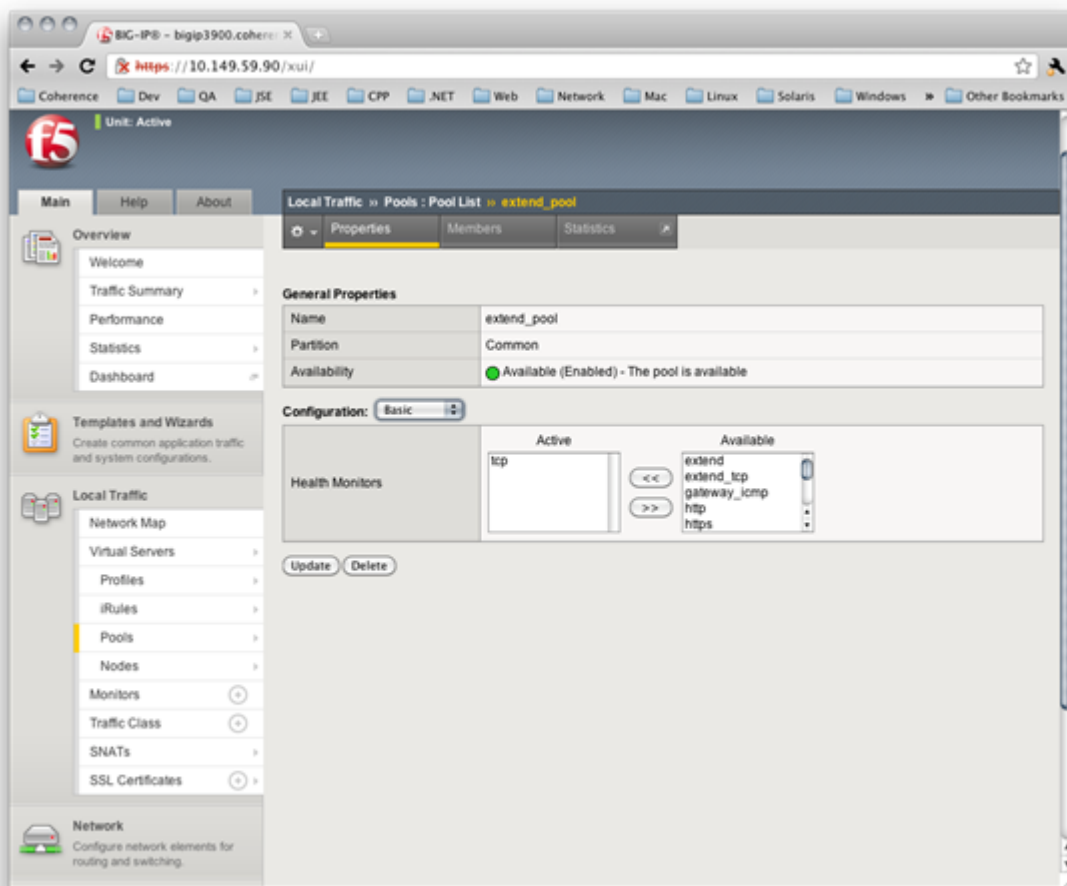 BIG-IP® - bigip3900.coherer
https://10.149.59.90/xui/
Coherence Dev QA JSE JEE CPP .NET Web Network Mac Linux Solaris Windows » Other Bookmarks
f5
Unit: Active
Main Help About
Local Traffic » Pools : Pool List » extend_pool
Properties Members Statistics
Overview
Welcome
Traffic Summary
Performance
Statistics
Dashboard
Templates and Wizards
Create common application traffic
and system configurations.
Local Traffic
Network Map
Virtual Servers
Profiles
iRules
Pools
Nodes
Monitors
Traffic Class
SNATs
SSL Certificates
Network
Configure network elements for
routing and switching.
General Properties
Name extend_pool
Partition Common
Availability Available (Enabled) - The pool is available
Configuration: Basic
Health Monitors
Active
tcp
<<
>>
Available
extend
extend_tcp
gateway_icmp
http
https
Update Delete